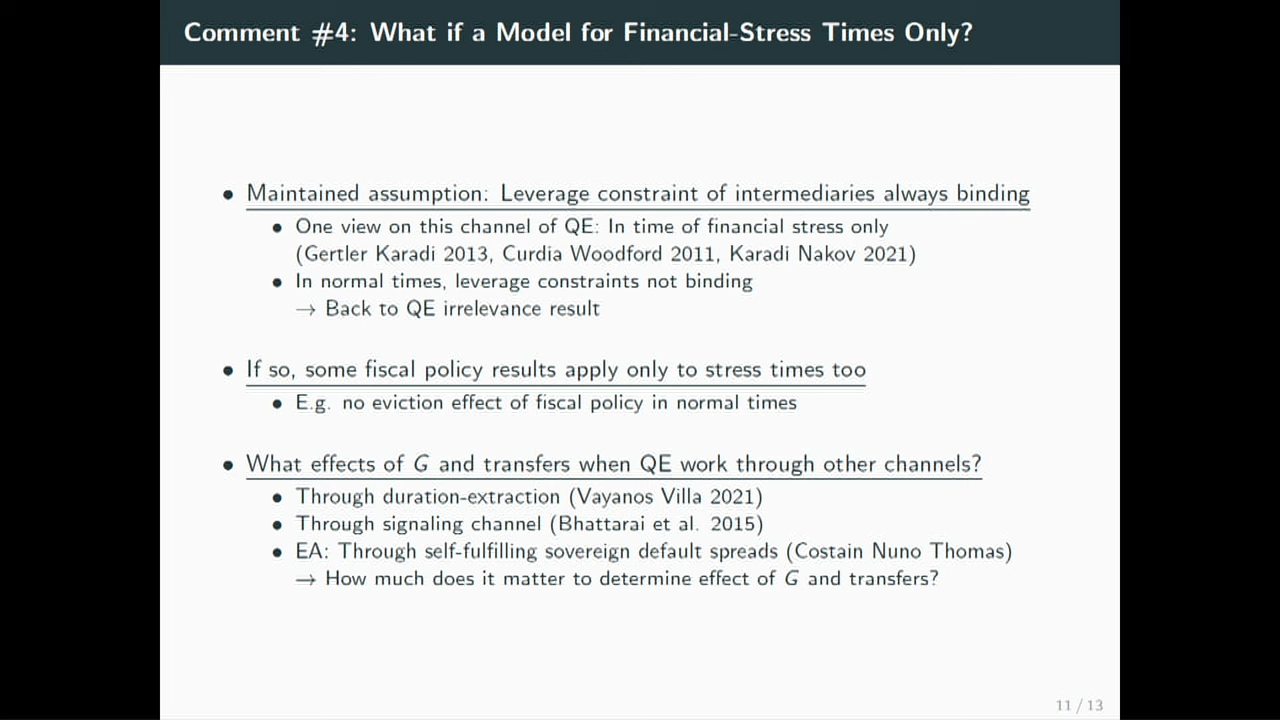 Comment #4: What if a Model for Financial-Stress Times Only?
• Maintained assumption: Leverage constraint of intermediaries always binding
• One view on this channel of QE: In time of financial stress only
(Gertler Karadi 2013, Curdia Woodford 2011, Karadi Nakov 2021)
• In normal times, leverage constraints not binding
→ Back to QE irrelevance result
• If so, some fiscal policy results apply only to stress times too
• E.g. no eviction effect of fiscal policy in normal times
• What effects of G and transfers when QE work through other channels?
• Through duration-extraction (Vayanos Villa 2021)
• Through signaling channel (Bhattarai et al. 2015)
• EA: Through self-fulfilling sovereign default spreads (Costain Nuno Thomas)
→ How much does it matter to determine effect of G and transfers?
11 / 13